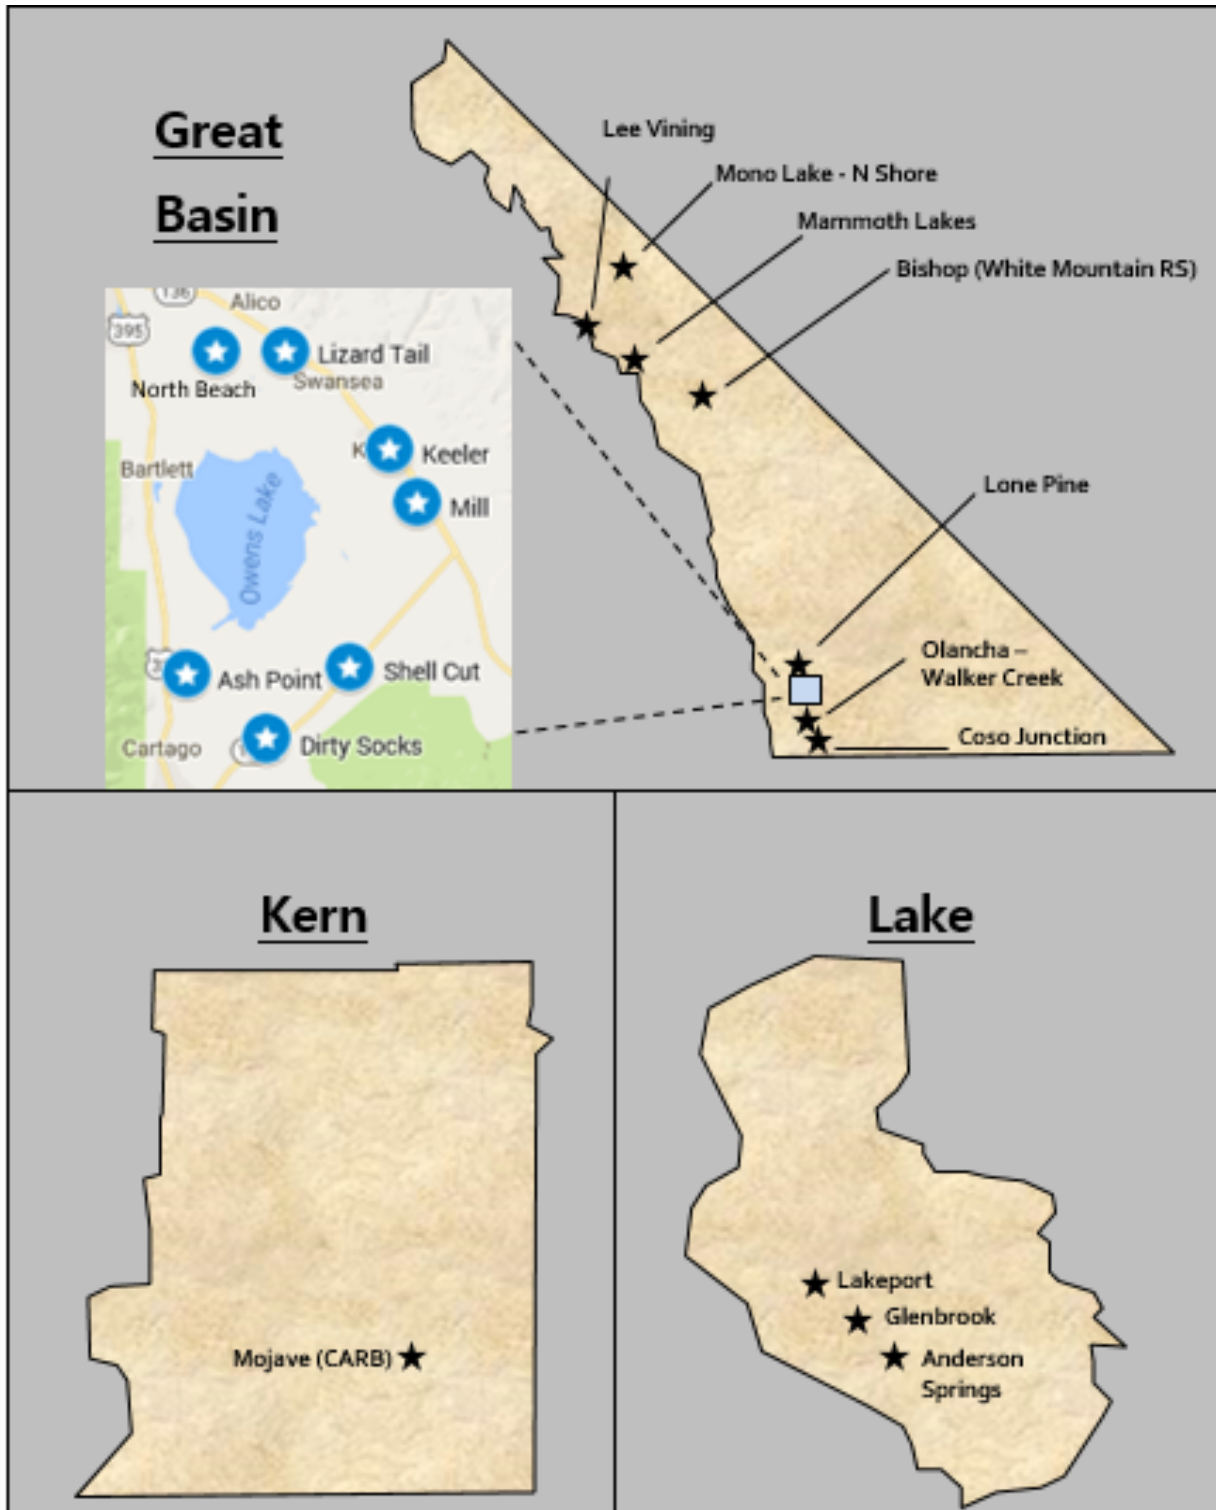 Great
Basin
Lee Vining
Mono Lake - N Shore
Mammoth Lakes
Bishop (White Mountain RS)
136
Alico
395
Lizard Tail
Swansea
North Beach
Keeler
Bartlett
Mill
Owens Lake
Lone Pine
Ash Point
Shell Cut
Olancha –
Walker Creek
Cartago
Dirty Socks
Coso Junction
Kern
Lake
Lakeport
Glenbrook
Mojave (CARB)
Anderson
Springs